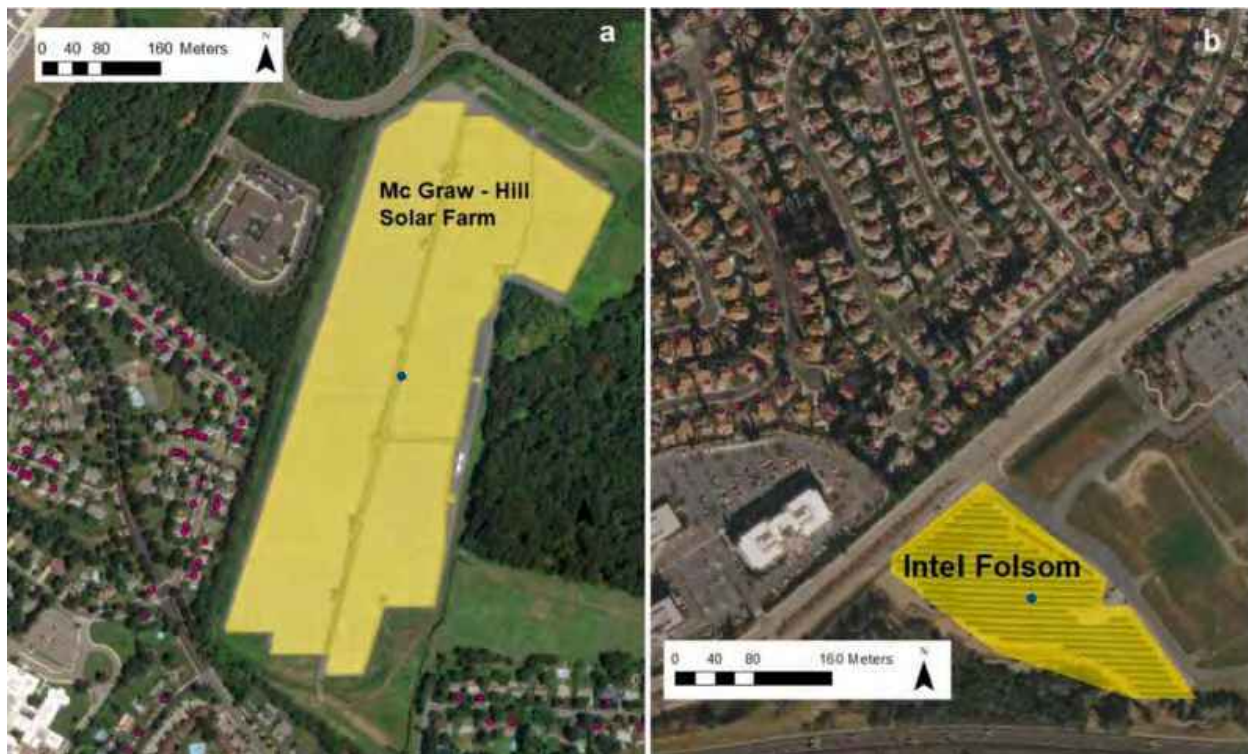 0 40 80 160 Meters
N
a
Mc Graw - Hill
Solar Farm
b
Intel Folsom
0 40 80 160 Meters
N